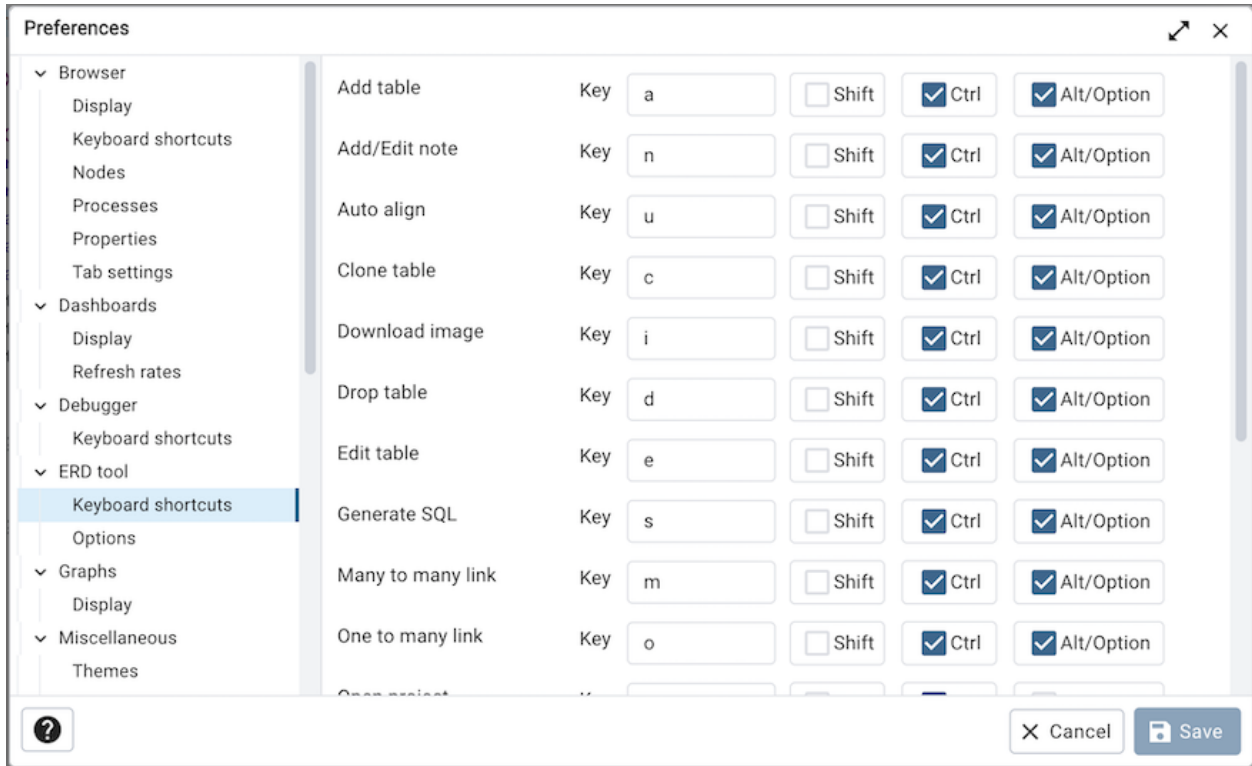 Preferences
Browser
Display
Keyboard shortcuts
Nodes
Processes
Properties
Tab settings
Dashboards
Display
Refresh rates
Debugger
Keyboard shortcuts
ERD tool
Keyboard shortcuts
Options
Graphs
Display
Miscellaneous
Themes
Add table Key a Shift Ctrl Alt/Option
Add/Edit note Key n Shift Ctrl Alt/Option
Auto align Key u Shift Ctrl Alt/Option
Clone table Key c Shift Ctrl Alt/Option
Download image Key i Shift Ctrl Alt/Option
Drop table Key d Shift Ctrl Alt/Option
Edit table Key e Shift Ctrl Alt/Option
Generate SQL Key s Shift Ctrl Alt/Option
Many to many link Key m Shift Ctrl Alt/Option
One to many link Key o Shift Ctrl Alt/Option
Open project
? Cancel Save